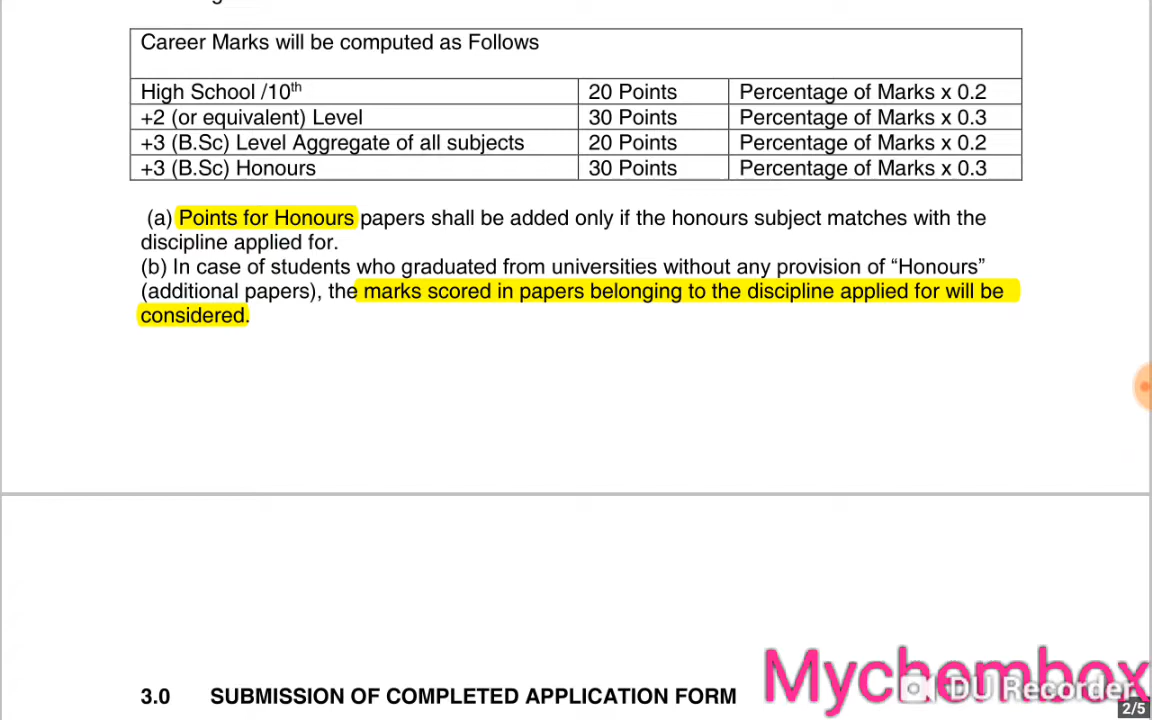 Career Marks will be computed as Follows
High School /10th 20 Points Percentage of Marks x 0.2
+2 (or equivalent) Level 30 Points Percentage of Marks x 0.3
+3 (B.Sc) Level Aggregate of all subjects 20 Points Percentage of Marks x 0.2
+3 (B.Sc) Honours 30 Points Percentage of Marks x 0.3
(a) Points for Honours papers shall be added only if the honours subject matches with the
discipline applied for.
(b) In case of students who graduated from universities without any provision of “Honours”
(additional papers), the marks scored in papers belonging to the discipline applied for will be
considered.
3.0 SUBMISSION OF COMPLETED APPLICATION FORM
Mychembox
DU Recorder
2/5